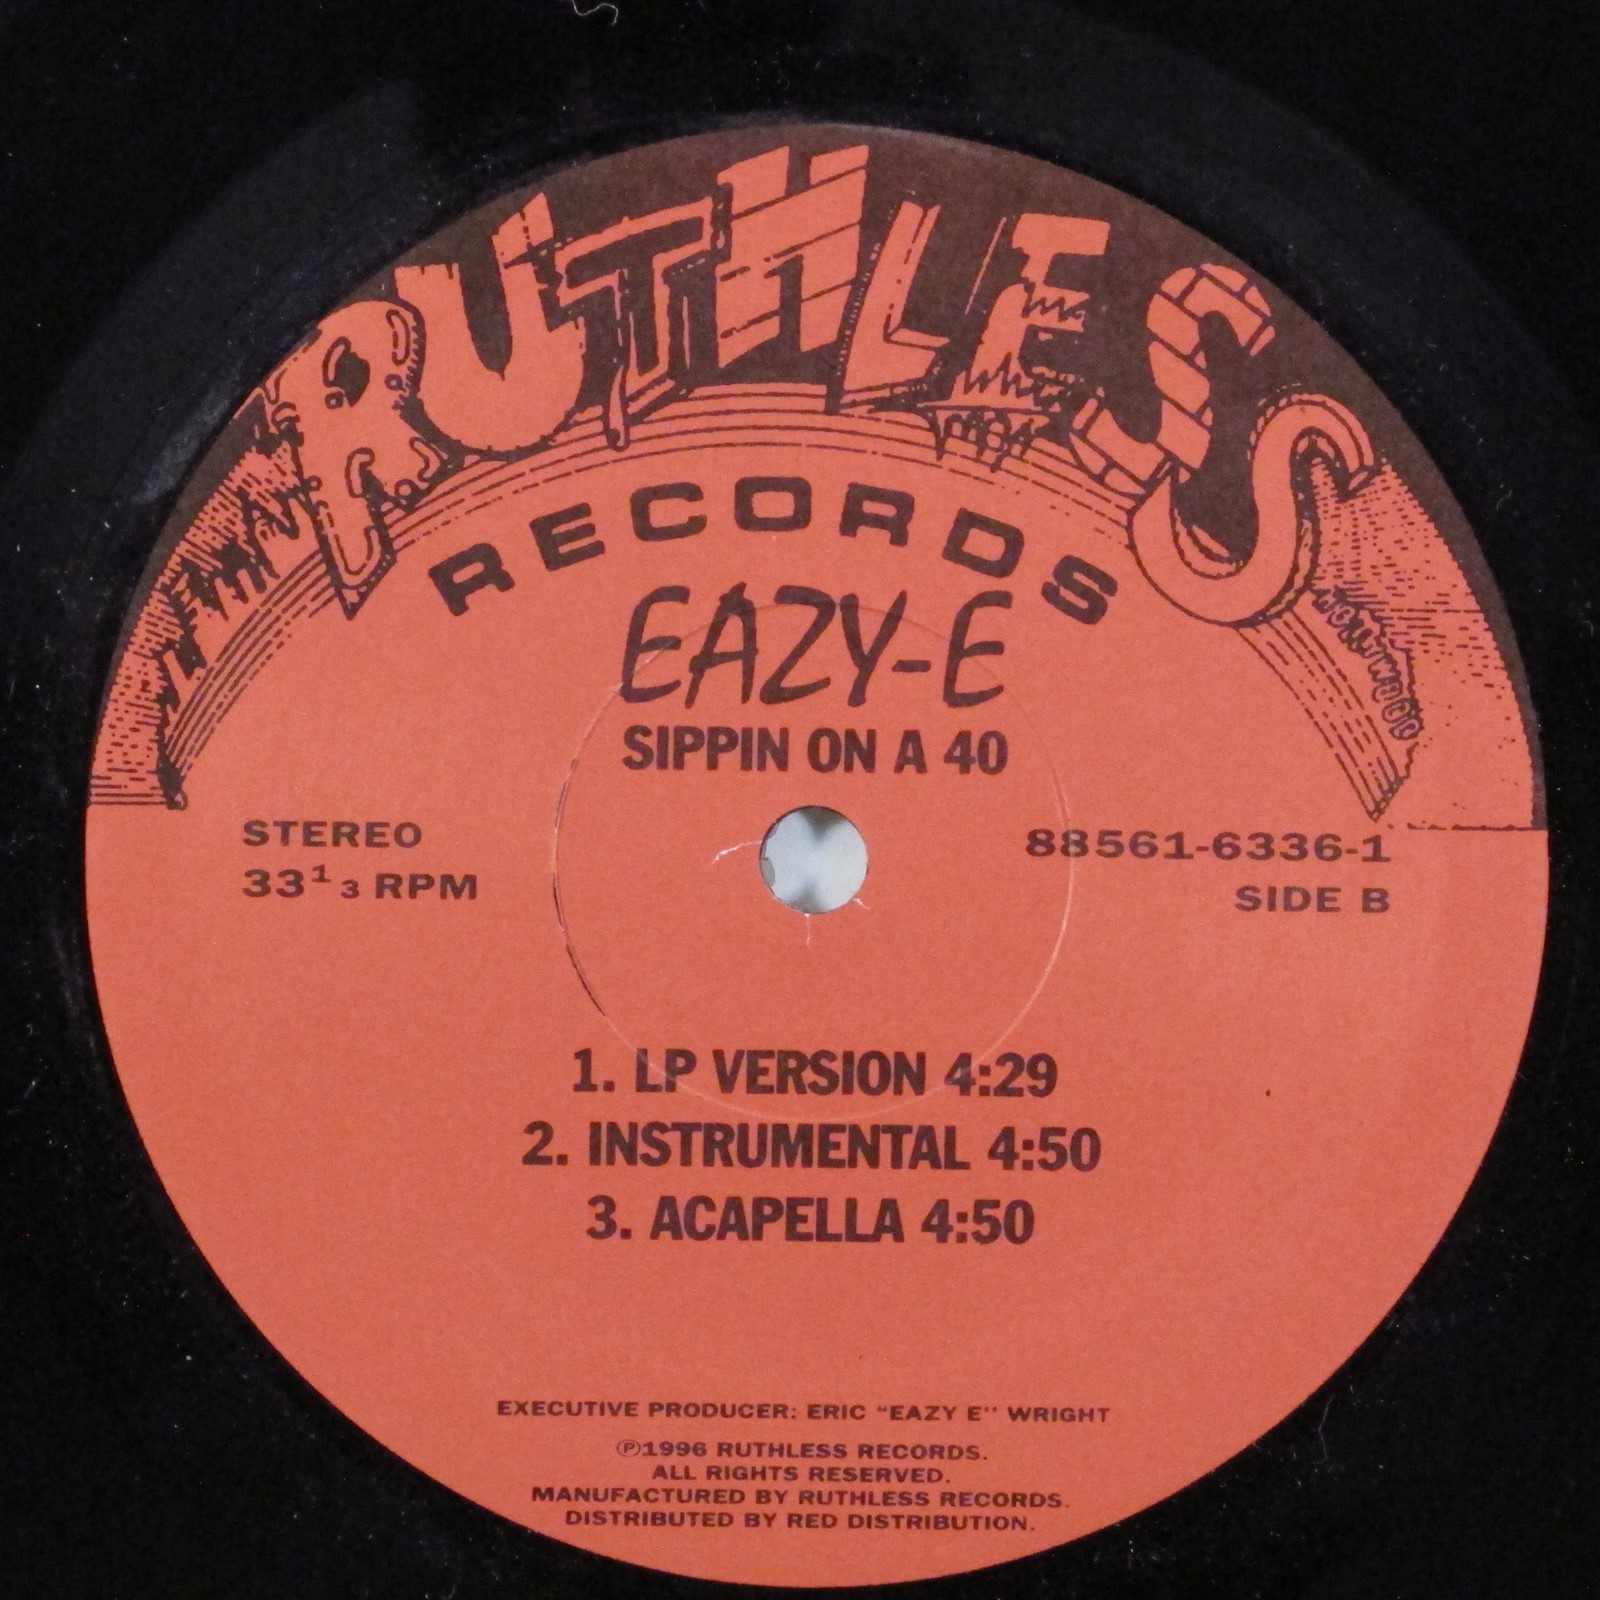 RUTHLESS
RECORDS
HOLLYWOOD
EAZY-E
SIPPIN ON A 40
STEREO
33 1 3 RPM
88561-6336-1
SIDE B
1. LP VERSION 4:29
2. INSTRUMENTAL 4:50
3. ACAPELLA 4:50
EXECUTIVE PRODUCER: ERIC "EAZY E" WRIGHT
℗1996 RUTHLESS RECORDS.
ALL RIGHTS RESERVED.
MANUFACTURED BY RUTHLESS RECORDS.
DISTRIBUTED BY RED DISTRIBUTION.